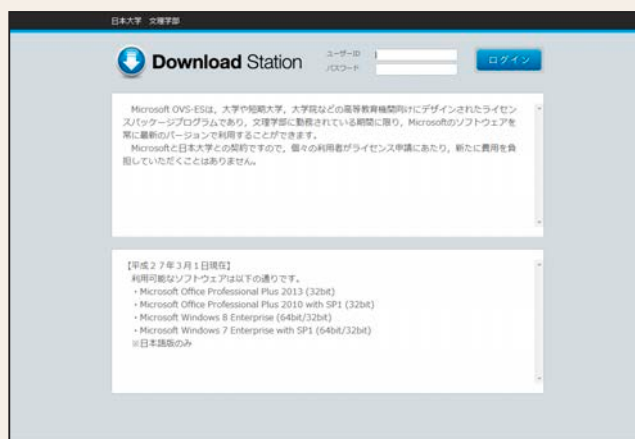 日本大学 文理学部
Download Station
ユーザーID
パスワード
ログイン
Microsoft OVS-ESは，大学や短期大学，大学院などの高等教育機関向けにデザインされたライセン
スパッケージプログラムであり，文理学部に勤務されている期間に限り，Microsoftのソフトウェアを
常に最新のバージョンで利用することができます。
Microsoftと日本大学との契約ですので，個々の利用者がライセンス申請にあたり，新たに費用を負
担していただくことはありません。
【平成２７年３月１日現在】
利用可能なソフトウェアは以下の通りです。
・Microsoft Office Professional Plus 2013 (32bit)
・Microsoft Office Professional Plus 2010 with SP1 (32bit)
・Microsoft Windows 8 Enterprise (64bit/32bit)
・Microsoft Windows 7 Enterprise with SP1 (64bit/32bit)
※日本語版のみ